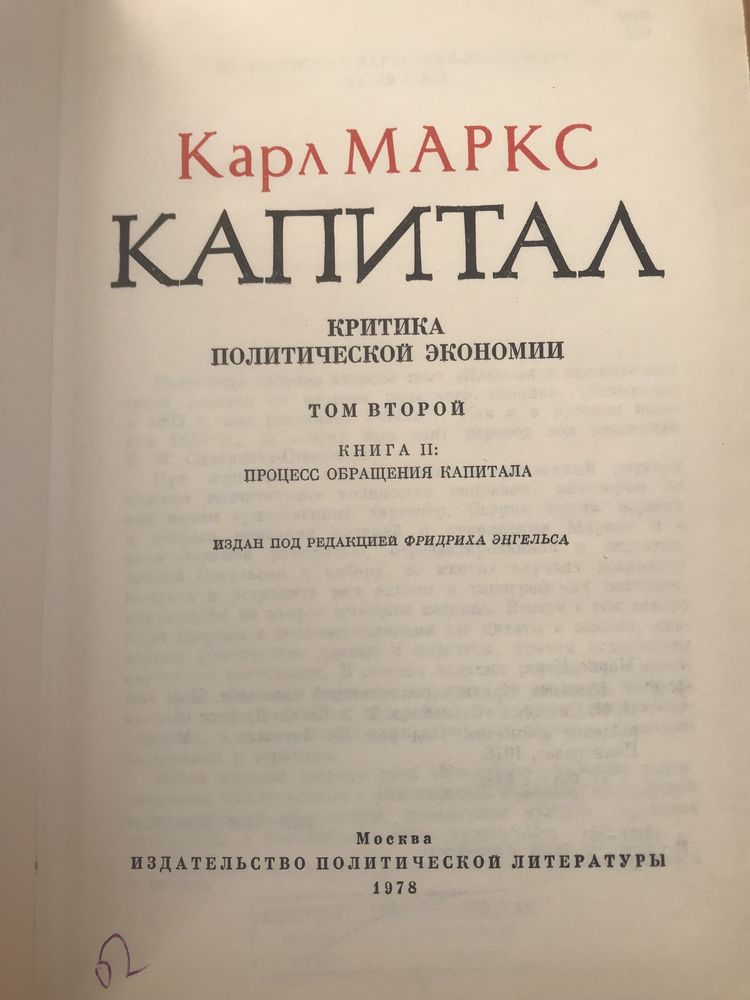 Карл МАРКС
КАПИТАЛ
КРИТИКА
ПОЛИТИЧЕСКОЙ ЭКОНОМИИ
ТОМ ВТОРОЙ
КНИГА II:
ПРОЦЕСС ОБРАЩЕНИЯ КАПИТАЛА
ИЗДАН ПОД РЕДАКЦИЕЙ ФРИДРИХА ЭНГЕЛЬСА
Москва
ИЗДАТЕЛЬСТВО ПОЛИТИЧЕСКОЙ ЛИТЕРАТУРЫ
1978